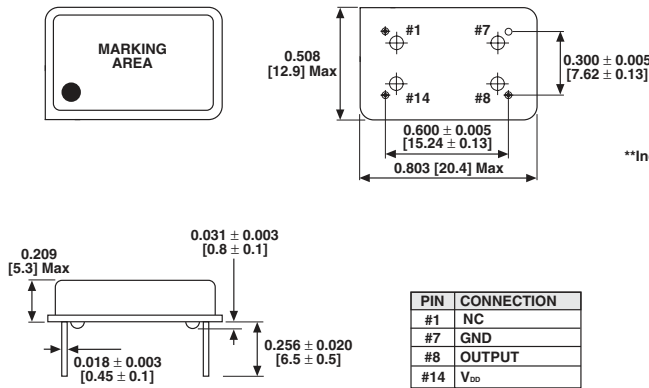 MARKING
AREA
0.508
[12.9] Max
#1
#7
#14
#8
0.300 ± 0.005
[7.62 ± 0.13]
0.600 ± 0.005
[15.24 ± 0.13]
0.803 [20.4] Max
0.209
[5.3] Max
0.031 ± 0.003
[0.8 ± 0.1]
0.256 ± 0.020
[6.5 ± 0.5]
0.018 ± 0.003
[0.45 ± 0.1]
PIN CONNECTION
#1 NC
#7 GND
#8 OUTPUT
#14 VDD